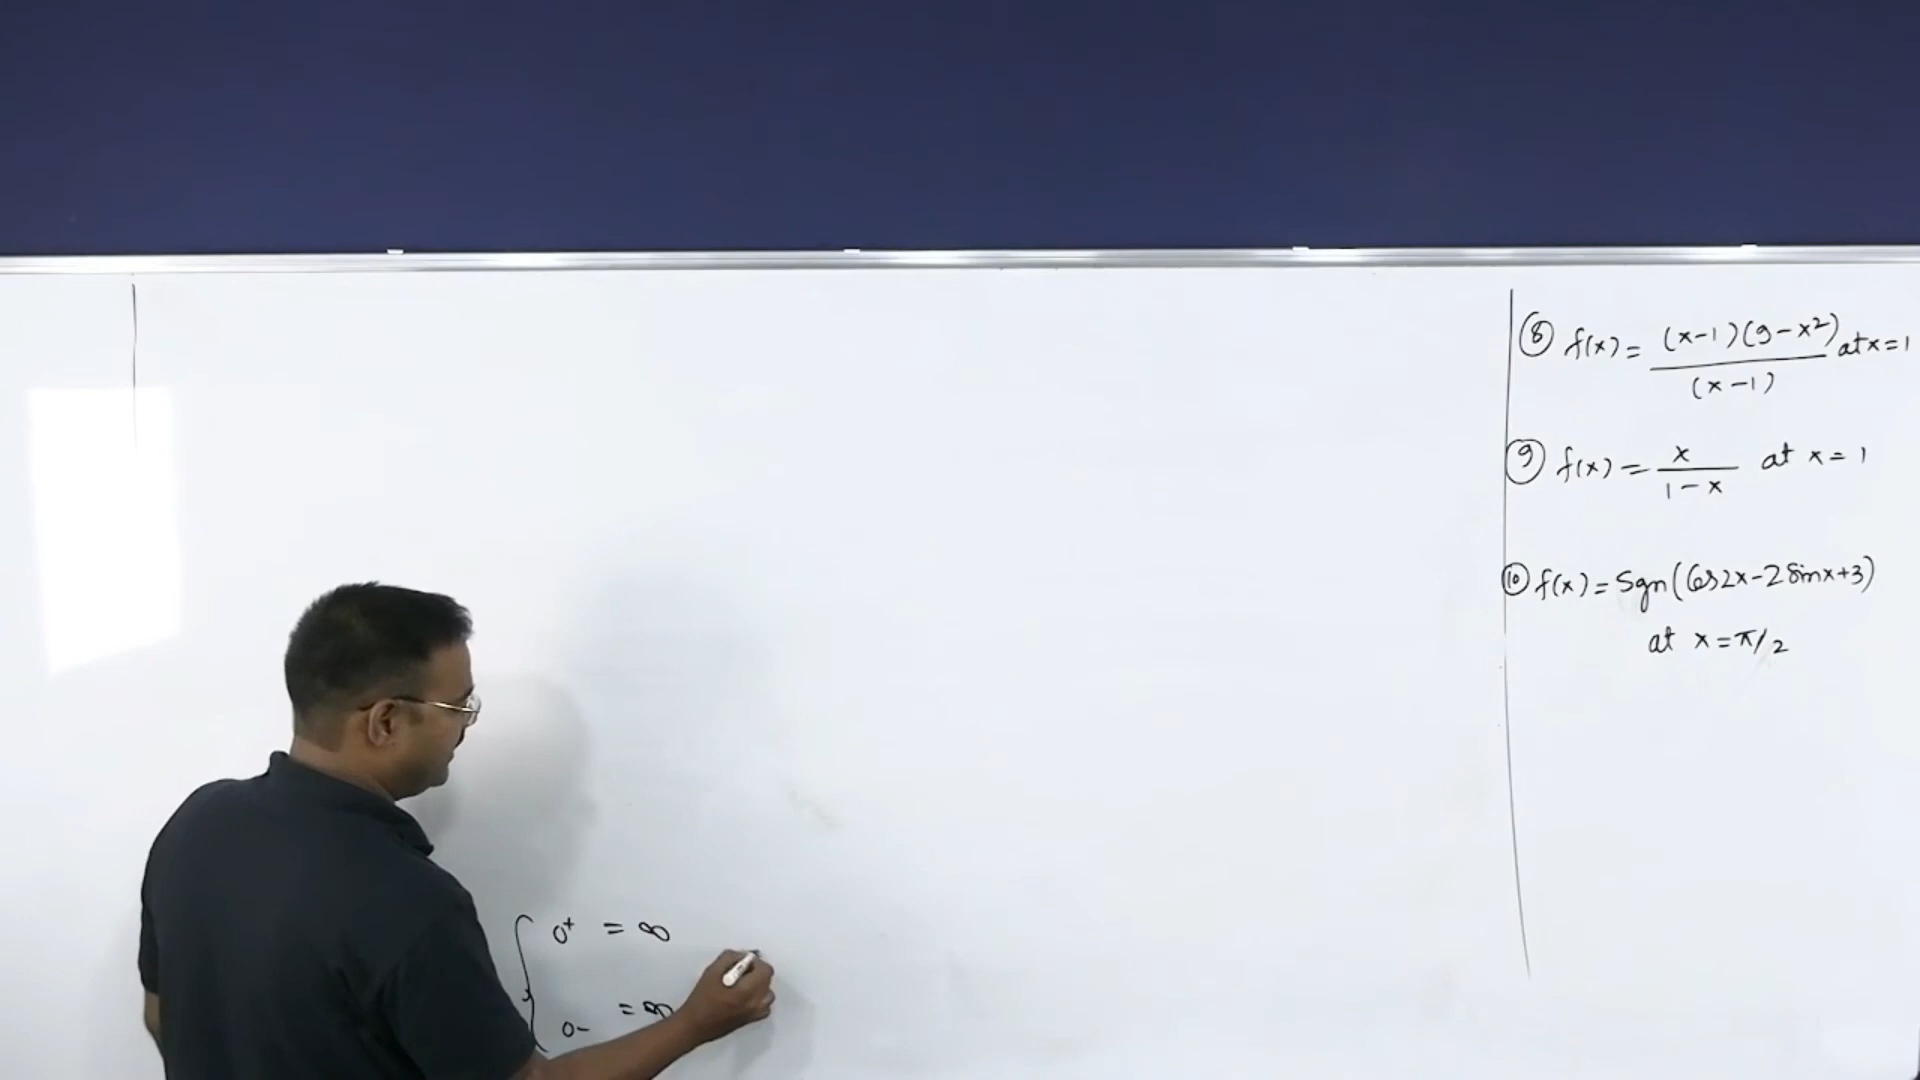 ⑧ f(x) = (x-1)(9-x²) / (x-1) at x = 1
⑨ f(x) = x / 1-x at x = 1
⑩ f(x) = Sgn(Cos2x-2Sinx+3)
at x = π/2
{ 0⁺ = ∞
0- = ∞